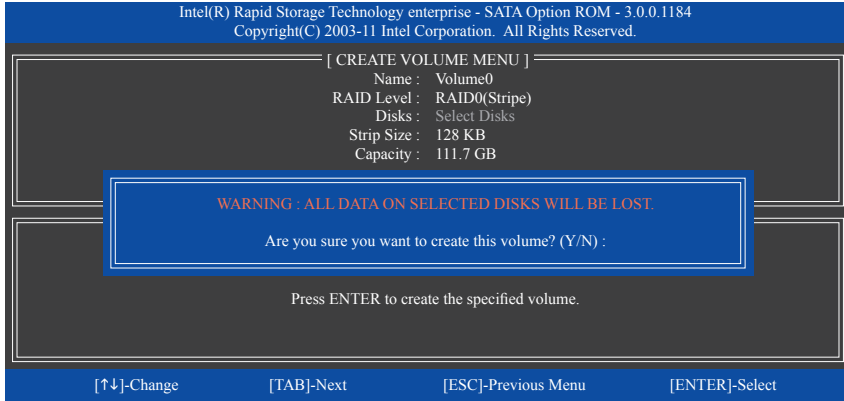 Intel(R) Rapid Storage Technology enterprise - SATA Option ROM - 3.0.0.1184
Copyright(C) 2003-11 Intel Corporation. All Rights Reserved.
[ CREATE VOLUME MENU ]
Name : Volume0
RAID Level : RAID0(Stripe)
Disks : Select Disks
Strip Size : 128 KB
Capacity : 111.7 GB
WARNING : ALL DATA ON SELECTED DISKS WILL BE LOST.
Are you sure you want to create this volume? (Y/N) :
Press ENTER to create the specified volume.
[↑↓]-Change [TAB]-Next [ESC]-Previous Menu [ENTER]-Select